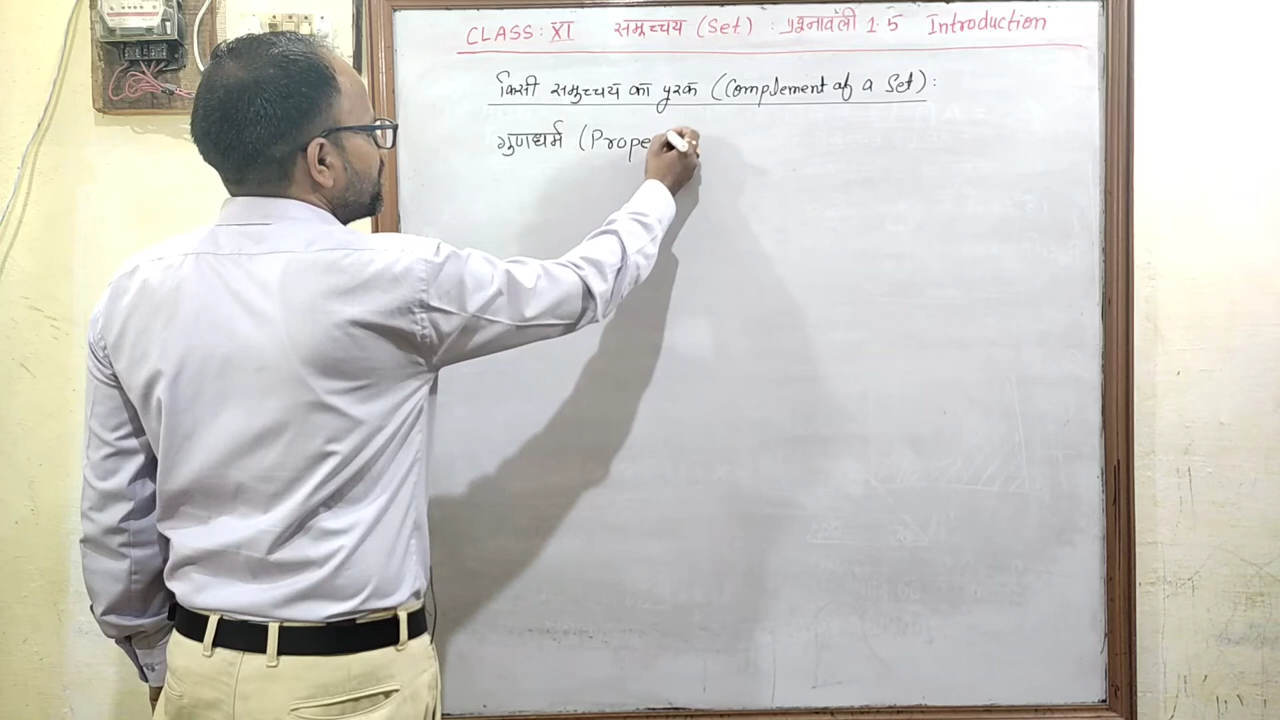 CLASS: XI समुच्चय (Set) : प्रश्नावली 1.5 Introduction
किसी समुच्चय का पूरक (Complement of a Set) :
गुणधर्म (Prope